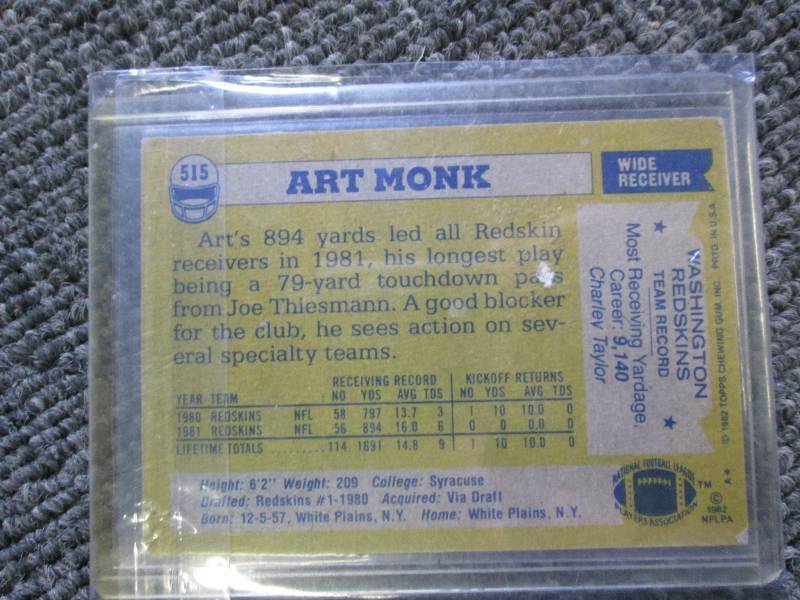 515
ART MONK
WIDE
RECEIVER
Art's 894 yards led all Redskin
receivers in 1981, his longest play
being a 79-yard touchdown pass
from Joe Thiesmann. A good blocker
for the club, he sees action on sev-
eral specialty teams.
RECEIVING RECORD KICKOFF RETURNS
YEAR TEAM NO YDS AVG TDS NO YDS AVG TDS
1980 REDSKINS NFL 58 797 13.7 3 1 10 10.0 0
1981 REDSKINS NFL 56 894 16.0 6 0 0 0.0 0
LIFETIME TOTALS ......... 114 1691 14.8 9 1 10 10.0 0
Height: 6'2" Weight: 209 College: Syracuse
Drafted: Redskins #1-1980 Acquired: Via Draft
Born: 12-5-57, White Plains, N.Y. Home: White Plains, N.Y.
WASHINGTON
REDSKINS
TEAM RECORD
Most Receiving Yardage,
Career: 9,140
Charley Taylor
© 1982 TOPPS CHEWING GUM, INC. PRTD. IN U.S.A.
A*
NATIONAL FOOTBALL LEAGUE
PLAYERS ASSOCIATION
TM
©
1982
NFLPA